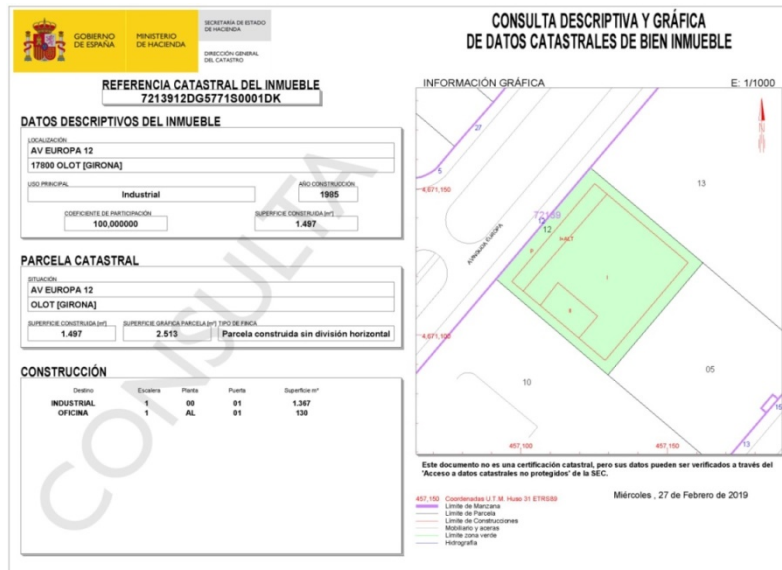 GOBIERNO
DE ESPAÑA
MINISTERIO
DE HACIENDA
SECRETARÍA DE ESTADO
DE HACIENDA
DIRECCIÓN GENERAL
DEL CATASTRO
CONSULTA DESCRIPTIVA Y GRÁFICA
DE DATOS CATASTRALES DE BIEN INMUEBLE
REFERENCIA CATASTRAL DEL INMUEBLE
7213912DG5771S0001DK
DATOS DESCRIPTIVOS DEL INMUEBLE
LOCALIZACIÓN
AV EUROPA 12
17800 OLOT [GIRONA]
USO PRINCIPAL
Industrial
AÑO CONSTRUCCIÓN
1985
COEFICIENTE DE PARTICIPACIÓN
100,000000
SUPERFICIE CONSTRUIDA [m²]
1.497
PARCELA CATASTRAL
SITUACIÓN
AV EUROPA 12
OLOT [GIRONA]
SUPERFICIE CONSTRUIDA [m²]
1.497
SUPERFICIE GRÁFICA PARCELA [m²]
2.513
TIPO DE FINCA
Parcela construida sin división horizontal
CONSTRUCCIÓN
Destino Escalera Planta Puerta Superficie m²
INDUSTRIAL 1 00 01 1.367
OFICINA 1 AL 01 130
CONSULTA
INFORMACIÓN GRÁFICA E: 1/1000
27
5
4,671,150
13
72139
12
I+ALT
I
4,671,100
10
05
15
13
457,100 457,150
Este documento no es una certificación catastral, pero sus datos pueden ser verificados a través del
'Acceso a datos catastrales no protegidos' de la SEC.
457,150 Coordenadas U.T.M. Huso 31 ETRS89
Límite de Manzana
Límite de Parcela
Límite de Construcciones
Mobiliario y aceras
Límite zona verde
Hidrografía
Miércoles , 27 de Febrero de 2019